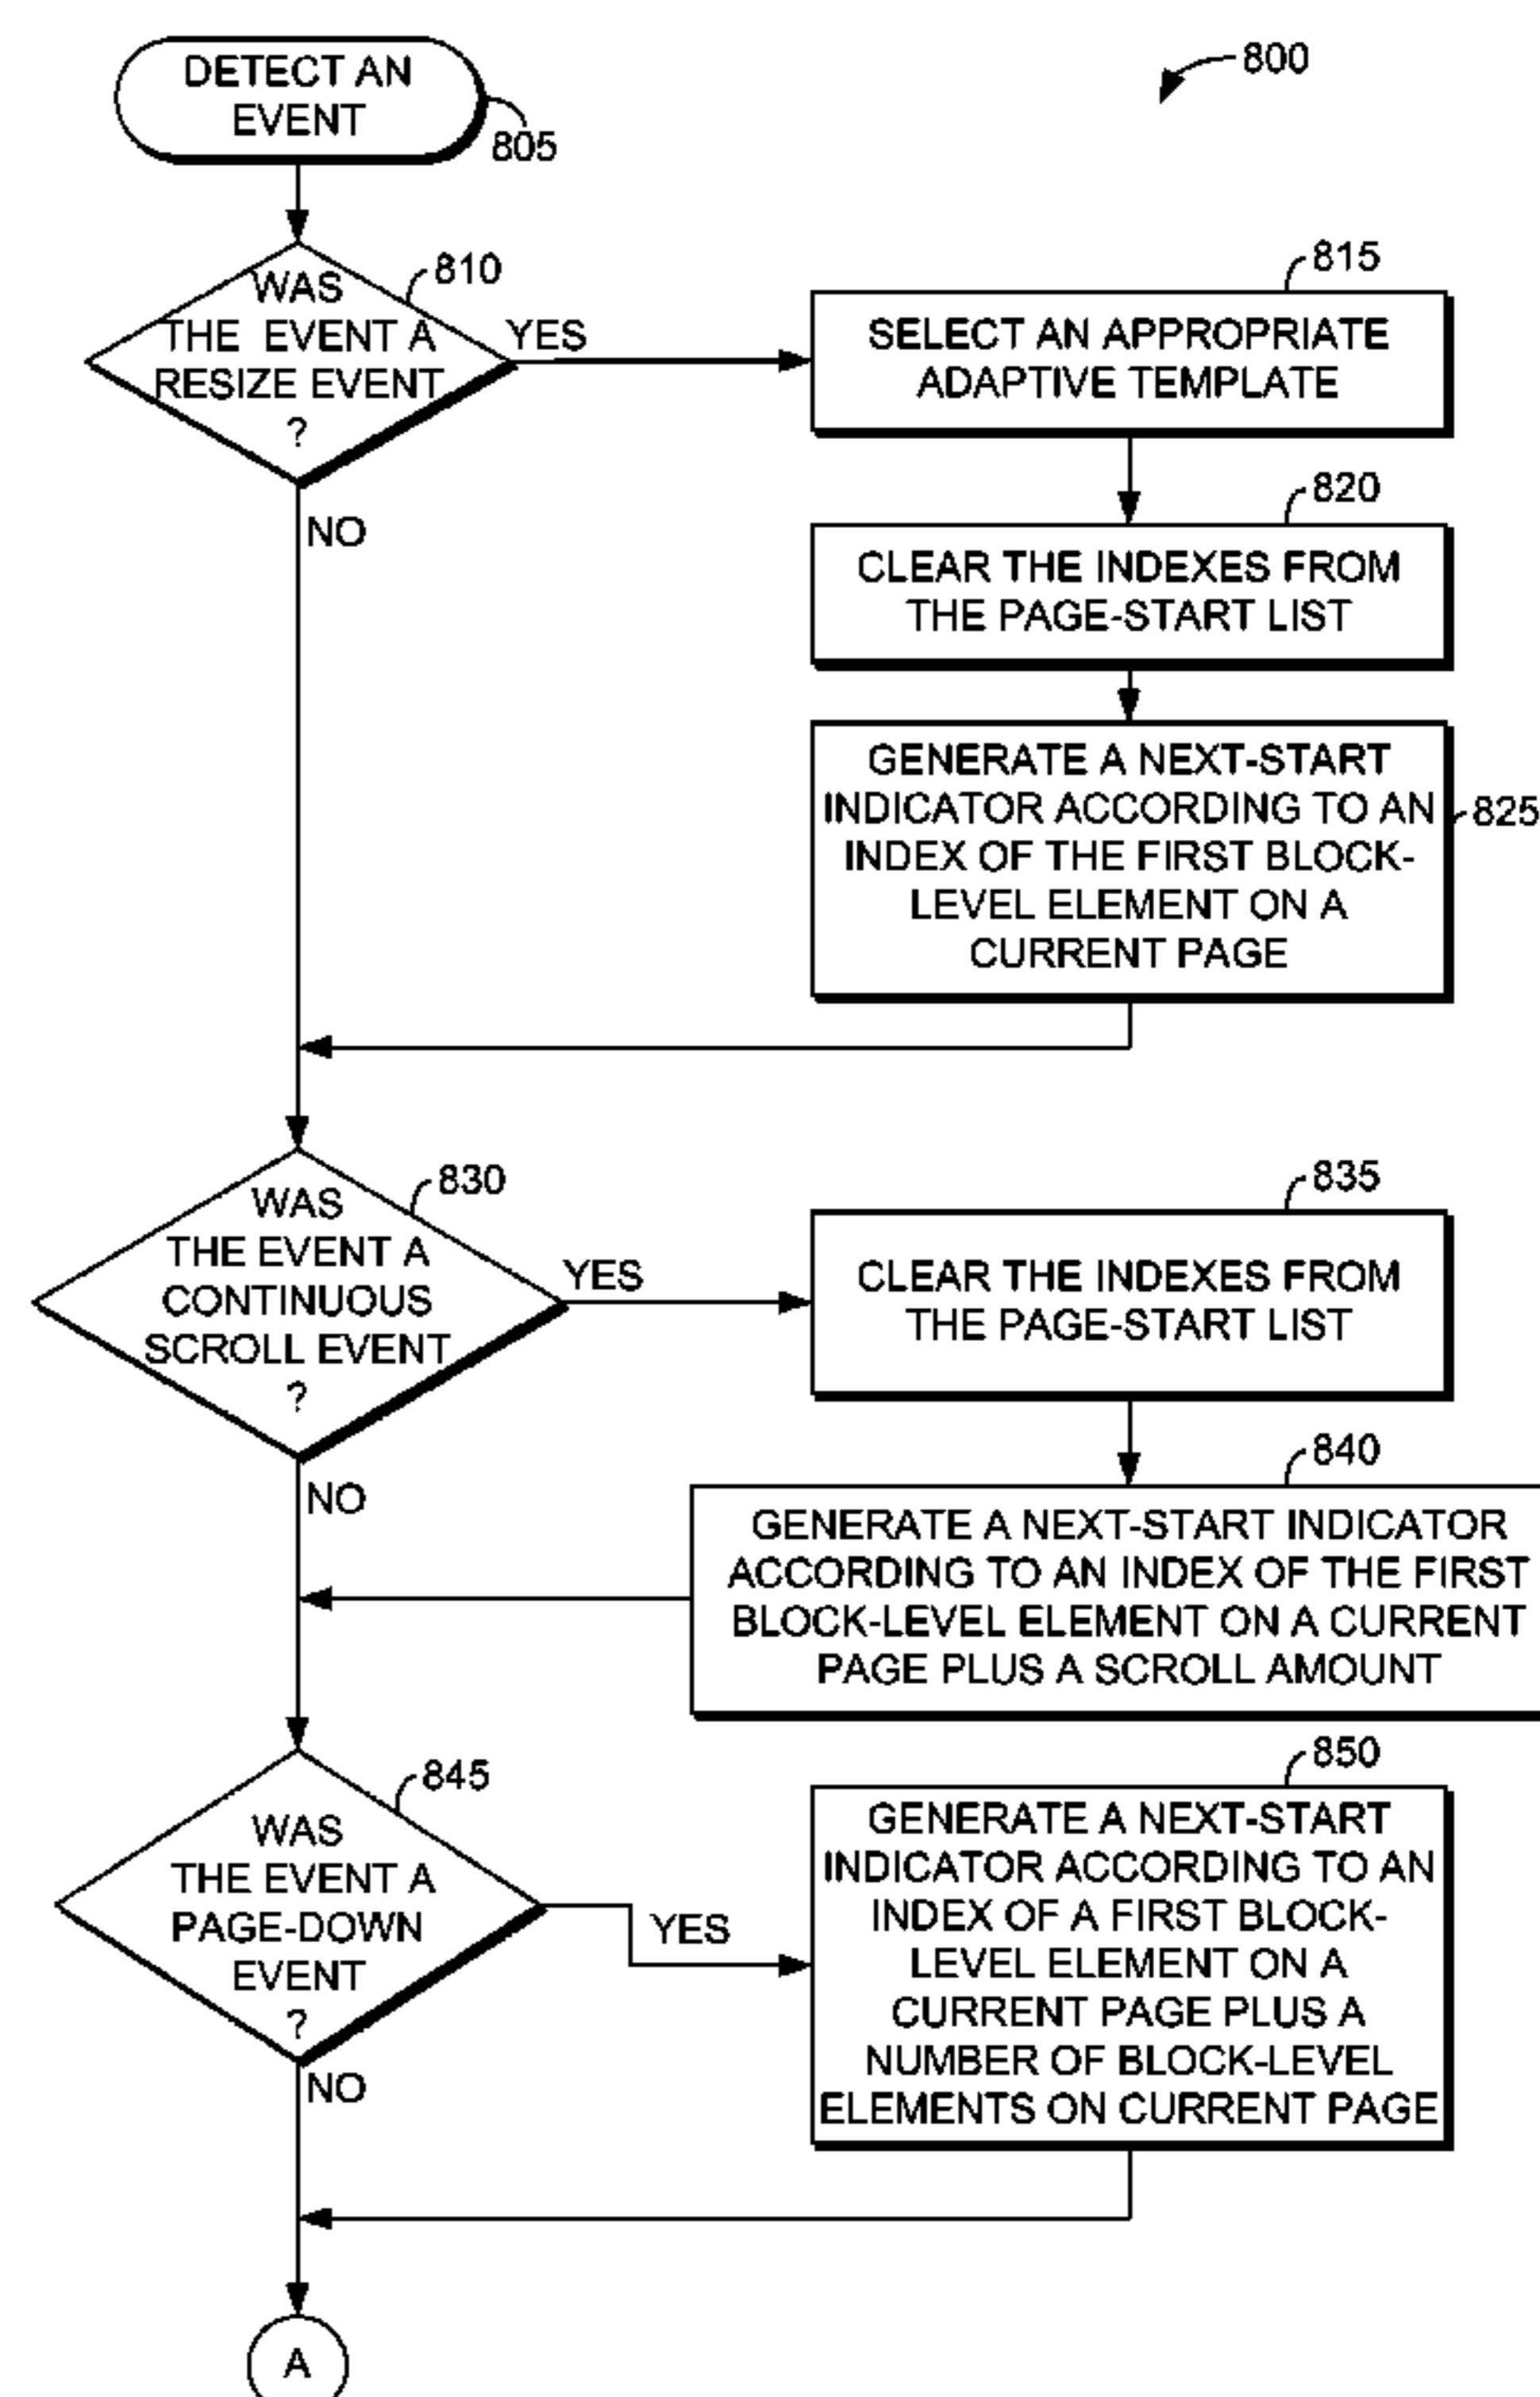 DETECT AN
EVENT
805
800
WAS
THE EVENT A
RESIZE EVENT
?
810
YES
NO
815
SELECT AN APPROPRIATE
ADAPTIVE TEMPLATE
820
CLEAR THE INDEXES FROM
THE PAGE-START LIST
GENERATE A NEXT-START
INDICATOR ACCORDING TO AN
INDEX OF THE FIRST BLOCK-
LEVEL ELEMENT ON A
CURRENT PAGE
825
WAS
THE EVENT A
CONTINUOUS
SCROLL EVENT
?
830
YES
NO
835
CLEAR THE INDEXES FROM
THE PAGE-START LIST
840
GENERATE A NEXT-START INDICATOR
ACCORDING TO AN INDEX OF THE FIRST
BLOCK-LEVEL ELEMENT ON A CURRENT
PAGE PLUS A SCROLL AMOUNT
WAS
THE EVENT A
PAGE-DOWN
EVENT
?
845
YES
NO
850
GENERATE A NEXT-START
INDICATOR ACCORDING TO AN
INDEX OF A FIRST BLOCK-
LEVEL ELEMENT ON A
CURRENT PAGE PLUS A
NUMBER OF BLOCK-LEVEL
ELEMENTS ON CURRENT PAGE
A